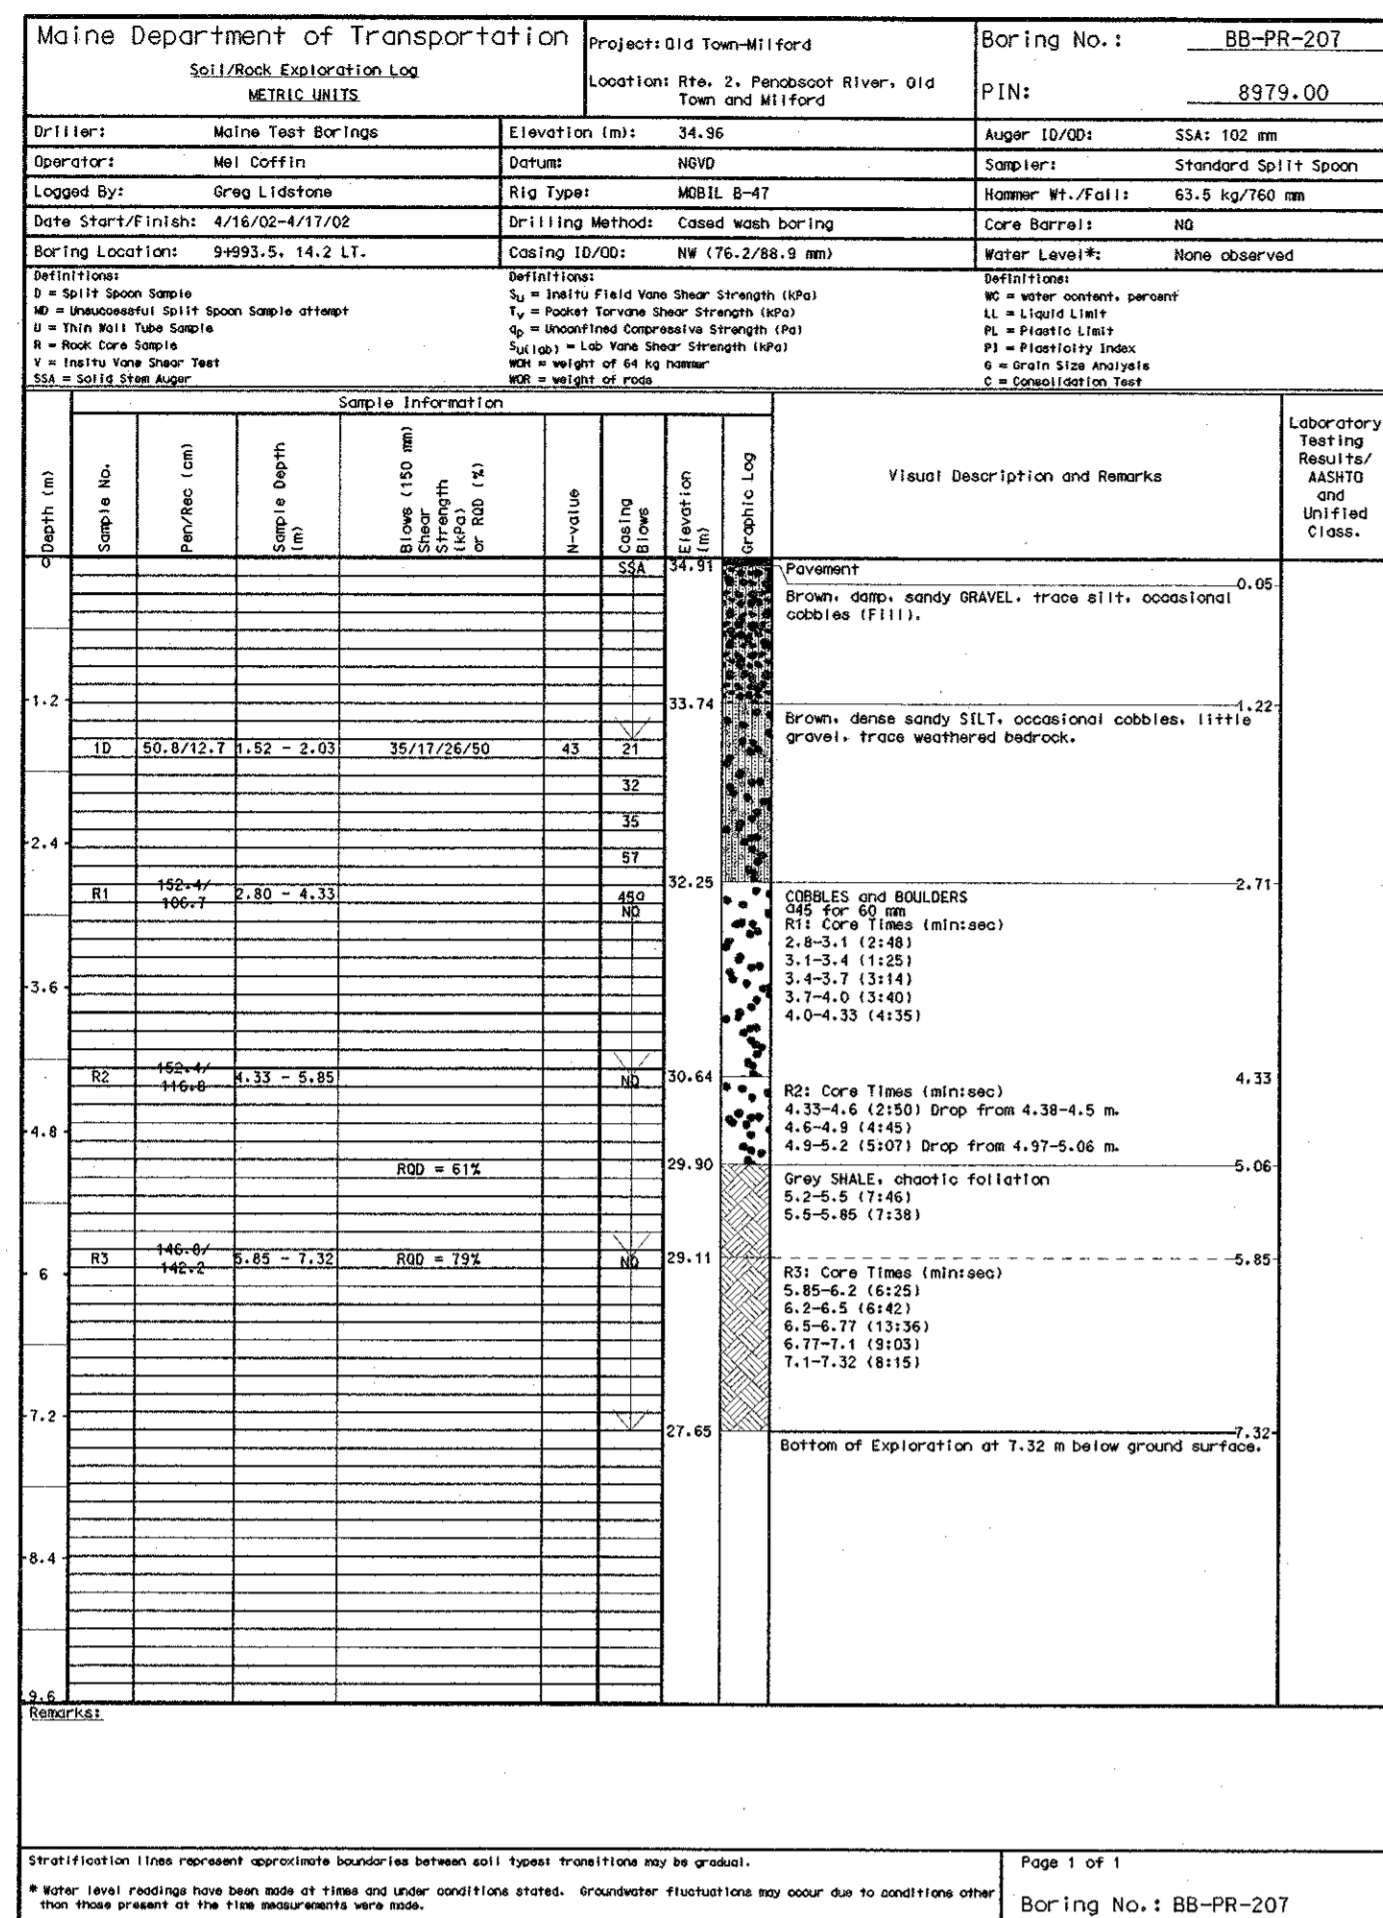 Maine Department of Transportation
Soil/Rock Exploration Log
METRIC UNITS
Project: Old Town-Milford
Location: Rte. 2, Penobscot River, Old
Town and Milford
Boring No.: BB-PR-207
PIN: 8979.00
Driller: Maine Test Borings
Elevation (m): 34.96
Auger ID/OD: SSA: 102 mm
Operator: Mel Coffin
Datum: NGVD
Sampler: Standard Split Spoon
Logged By: Greg Lidstone
Rig Type: MOBIL B-47
Hammer Wt./Fall: 63.5 kg/760 mm
Date Start/Finish: 4/16/02-4/17/02
Drilling Method: Cased wash boring
Core Barrel: NQ
Boring Location: 9+993.5, 14.2 LT.
Casing ID/OD: NW (76.2/88.9 mm)
Water Level*: None observed
Definitions:
D = Split Spoon Sample
MD = Unsuccessful Split Spoon Sample attempt
U = Thin Wall Tube Sample
R = Rock Core Sample
V = Insitu Vane Shear Test
SSA = Solid Stem Auger
Definitions:
Su = Insitu Field Vane Shear Strength (kPa)
Tv = Pocket Torvane Shear Strength (kPa)
qp = Unconfined Compressive Strength (Pa)
Su(lab) = Lab Vane Shear Strength (kPa)
WOH = weight of 64 kg hammer
WOR = weight of rods
Definitions:
WC = water content, percent
LL = Liquid Limit
PL = Plastic Limit
PI = Plasticity Index
G = Grain Size Analysis
C = Consolidation Test
Sample Information
Depth (m)
Sample No.
Pen/Rec (cm)
Sample Depth
(m)
Blows (150 mm)
Shear
Strength
(kPa)
or RQD (%)
N-value
Casing
Blows
Elevation
(m)
Graphic Log
Visual Description and Remarks
Laboratory
Testing
Results/
AASHTO
and
Unified
Class.
0 SSA 34.91 Pavement
0.05
Brown, damp, sandy GRAVEL, trace silt, occasional
cobbles (Fill).
1.2 33.74 1.22
Brown, dense sandy SILT, occasional cobbles, little
gravel, trace weathered bedrock.
1D 50.8/12.7 1.52 - 2.03 35/17/26/50 43 21
32
35
2.4
57
32.25 2.71
R1 152.4/
106.7 2.80 - 4.33 a45
NQ
COBBLES and BOULDERS
a45 for 60 mm
R1: Core Times (min:sec)
2.8-3.1 (2:48)
3.1-3.4 (1:25)
3.4-3.7 (3:14)
3.6
3.7-4.0 (3:40)
4.0-4.33 (4:35)
R2 152.4/
116.8 4.33 - 5.85 NQ 30.64 4.33
R2: Core Times (min:sec)
4.33-4.6 (2:50) Drop from 4.38-4.5 m.
4.8
4.6-4.9 (4:45)
4.9-5.2 (5:07) Drop from 4.97-5.06 m.
RQD = 61% 29.90 5.06
Grey SHALE, chaotic foliation
5.2-5.5 (7:46)
5.5-5.85 (7:38)
R3 146.8/
142.2 5.85 - 7.32 RQD = 79% NQ 29.11 5.85
6
R3: Core Times (min:sec)
5.85-6.2 (6:25)
6.2-6.5 (6:42)
6.5-6.77 (13:36)
6.77-7.1 (9:03)
7.1-7.32 (8:15)
7.2
27.65 7.32
Bottom of Exploration at 7.32 m below ground surface.
8.4
9.6
Remarks:
Stratification lines represent approximate boundaries between soil types; transitions may be gradual.
* Water level readings have been made at times and under conditions stated. Groundwater fluctuations may occur due to conditions other
than those present at the time measurements were made.
Page 1 of 1
Boring No.: BB-PR-207